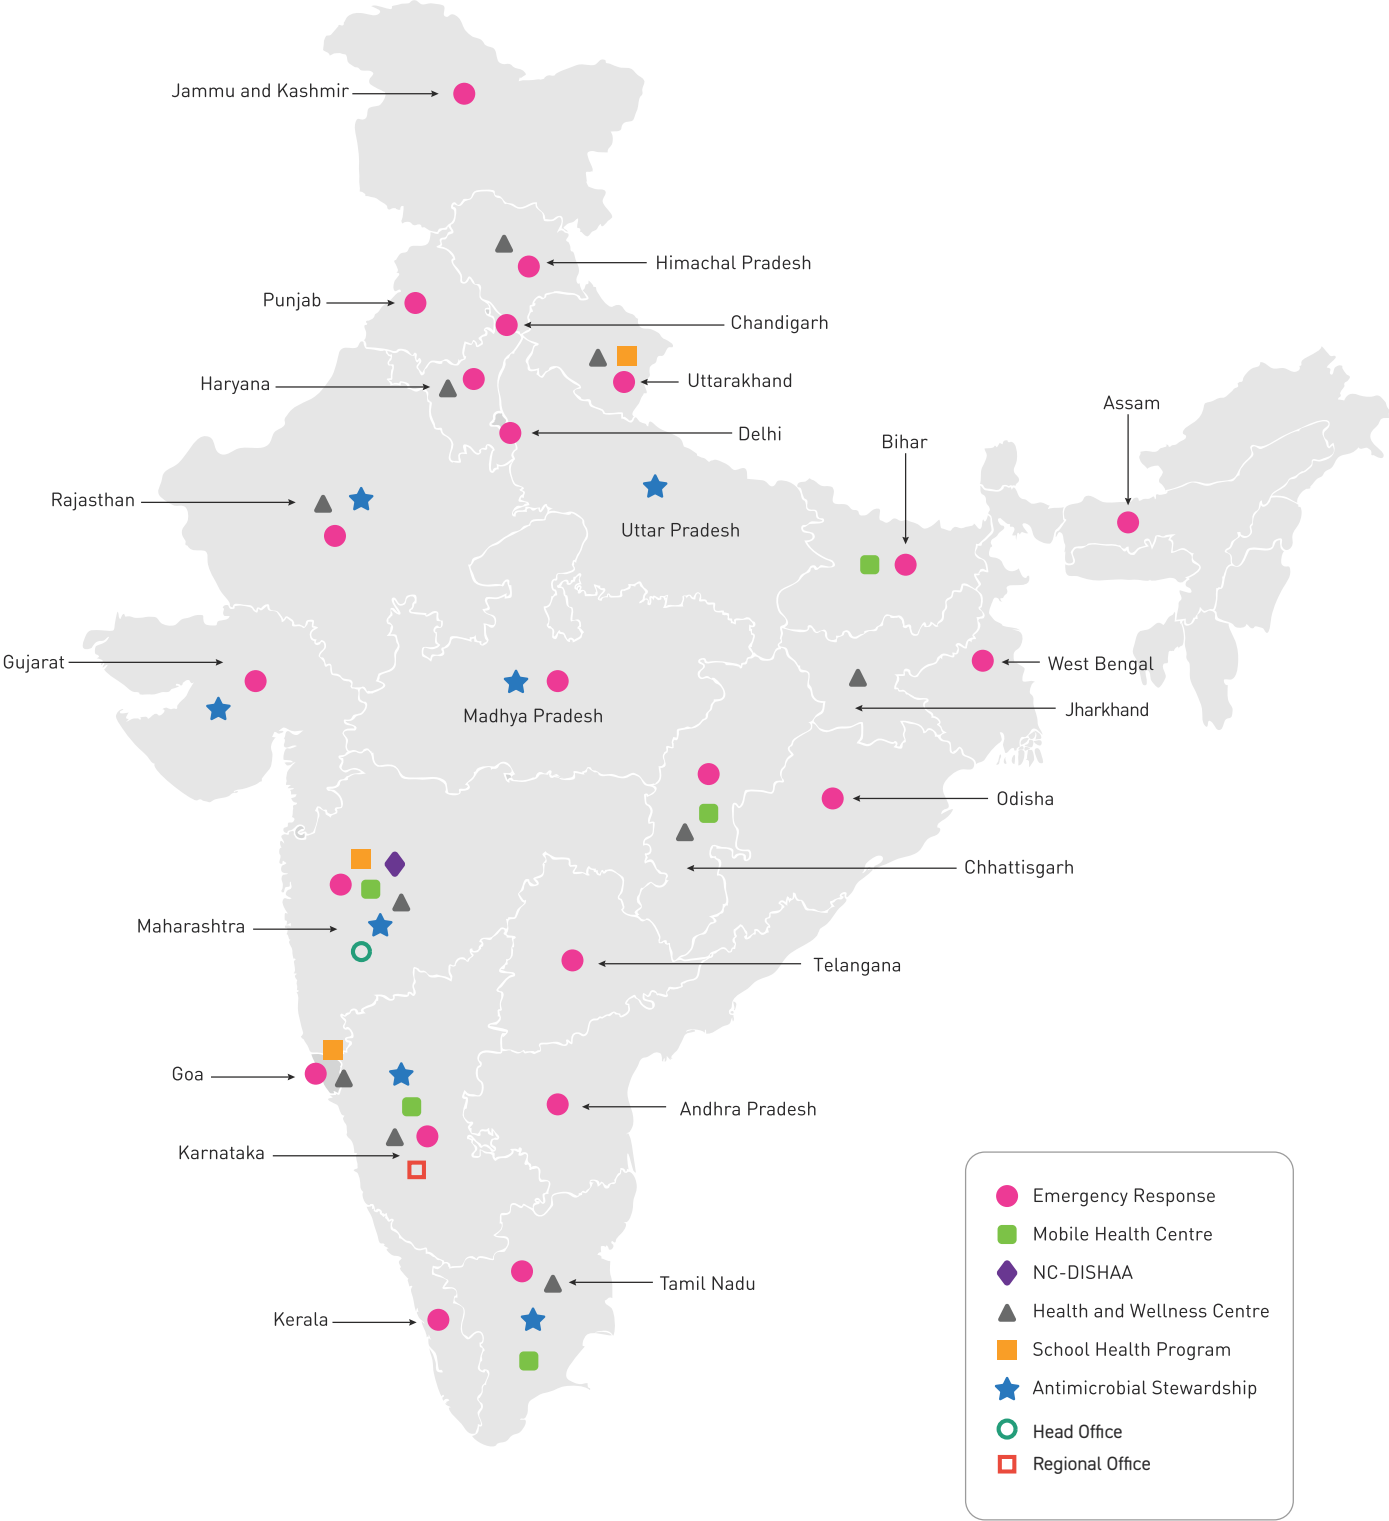 Jammu and Kashmir
Himachal Pradesh
Punjab
Chandigarh
Haryana
Uttarakhand
Assam
Delhi
Bihar
Rajasthan
Uttar Pradesh
Gujarat
West Bengal
Madhya Pradesh
Jharkhand
Odisha
Chhattisgarh
Maharashtra
Telangana
Goa
Andhra Pradesh
Karnataka
Tamil Nadu
Kerala
Emergency Response
Mobile Health Centre
NC-DISHAA
Health and Wellness Centre
School Health Program
Antimicrobial Stewardship
Head Office
Regional Office